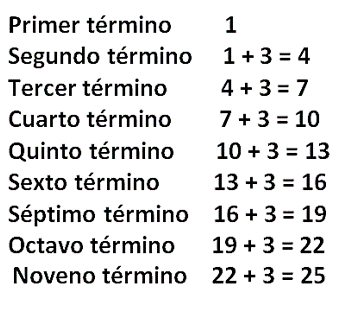 Primer término 1
Segundo término 1 + 3 = 4
Tercer término 4 + 3 = 7
Cuarto término 7 + 3 = 10
Quinto término 10 + 3 = 13
Sexto término 13 + 3 = 16
Séptimo término 16 + 3 = 19
Octavo término 19 + 3 = 22
Noveno término 22 + 3 = 25